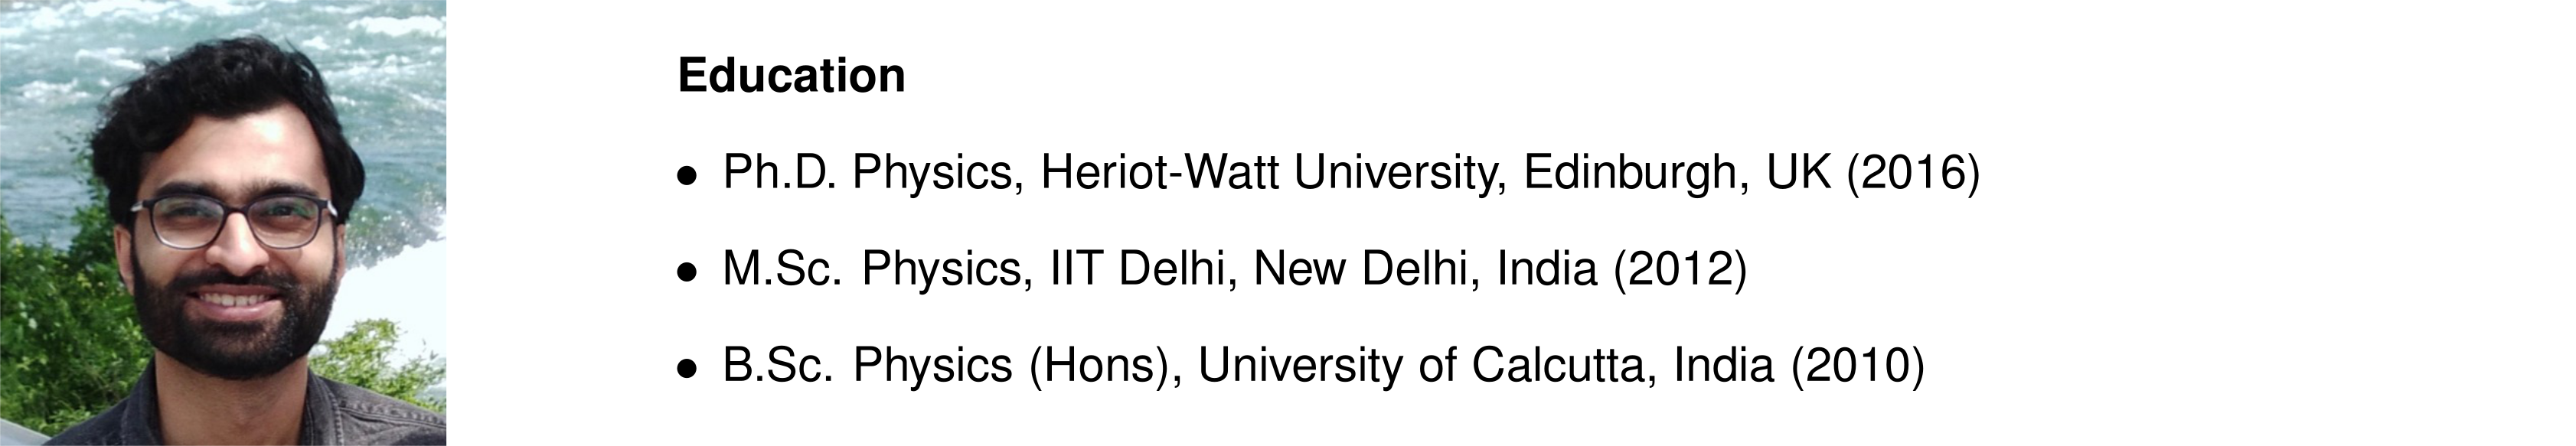 Education
• Ph.D. Physics, Heriot-Watt University, Edinburgh, UK (2016)
• M.Sc. Physics, IIT Delhi, New Delhi, India (2012)
• B.Sc. Physics (Hons), University of Calcutta, India (2010)